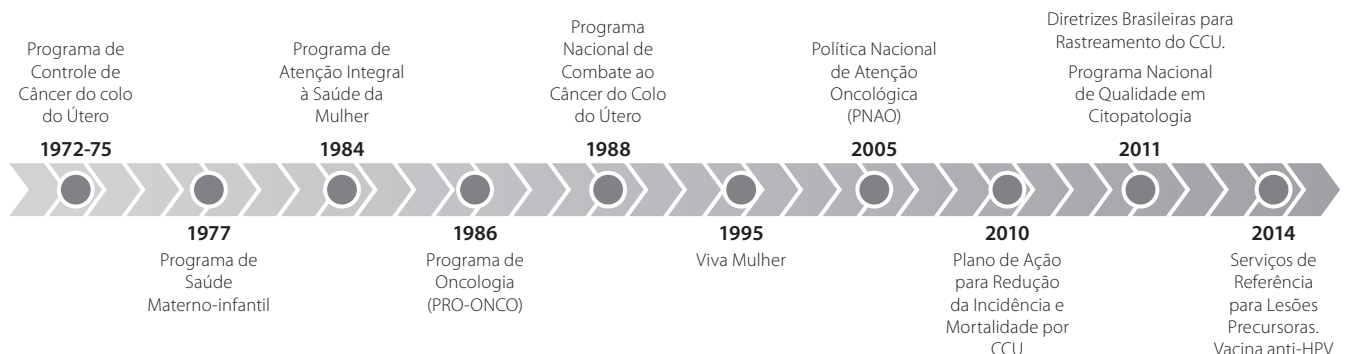 Programa de
Controle de
Câncer do colo
do Útero
1972-75
1977
Programa de
Saúde
Materno-infantil
Programa de
Atenção Integral
à Saúde da
Mulher
1984
1986
Programa de
Oncologia
(PRO-ONCO)
Programa
Nacional de
Combate ao
Câncer do Colo
do Útero
1988
1995
Viva Mulher
Política Nacional
de Atenção
Oncológica
(PNAO)
2005
2010
Plano de Ação
para Redução
da Incidência e
Mortalidade por
CCU
Diretrizes Brasileiras para
Rastreamento do CCU.
Programa Nacional
de Qualidade em
Citopatologia
2011
2014
Serviços de
Referência
para Lesões
Precursoras.
Vacina anti-HPV